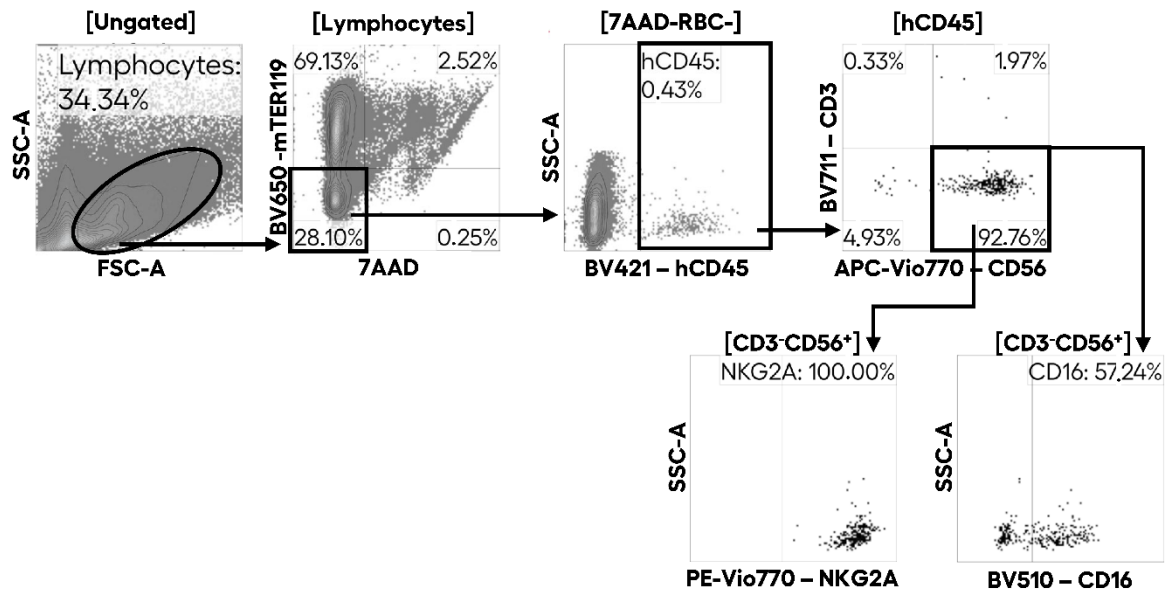 [Ungated]
Lymphocytes:
34.34%
SSC-A
FSC-A
[Lymphocytes]
69.13%
2.52%
28.10%
0.25%
BV650 -mTER119
7AAD
[7AAD-RBC-]
hCD45:
0.43%
SSC-A
BV421 – hCD45
[hCD45]
0.33%
1.97%
4.93%
92.76%
BV711 – CD3
APC-Vio770 – CD56
[CD3-CD56+]
NKG2A: 100.00%
SSC-A
PE-Vio770 – NKG2A
[CD3-CD56+]
CD16: 57.24%
SSC-A
BV510 – CD16